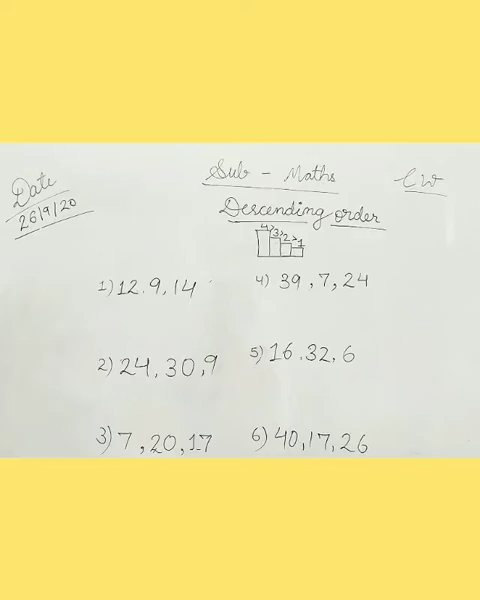 Date
26/9/20
Sub - Maths
CW
Descending order
4>3>2>1
1) 12.9,14
4) 39,7,24
2) 24,30,9
5) 16.32,6
3) 7,20,17
6) 40,17,26